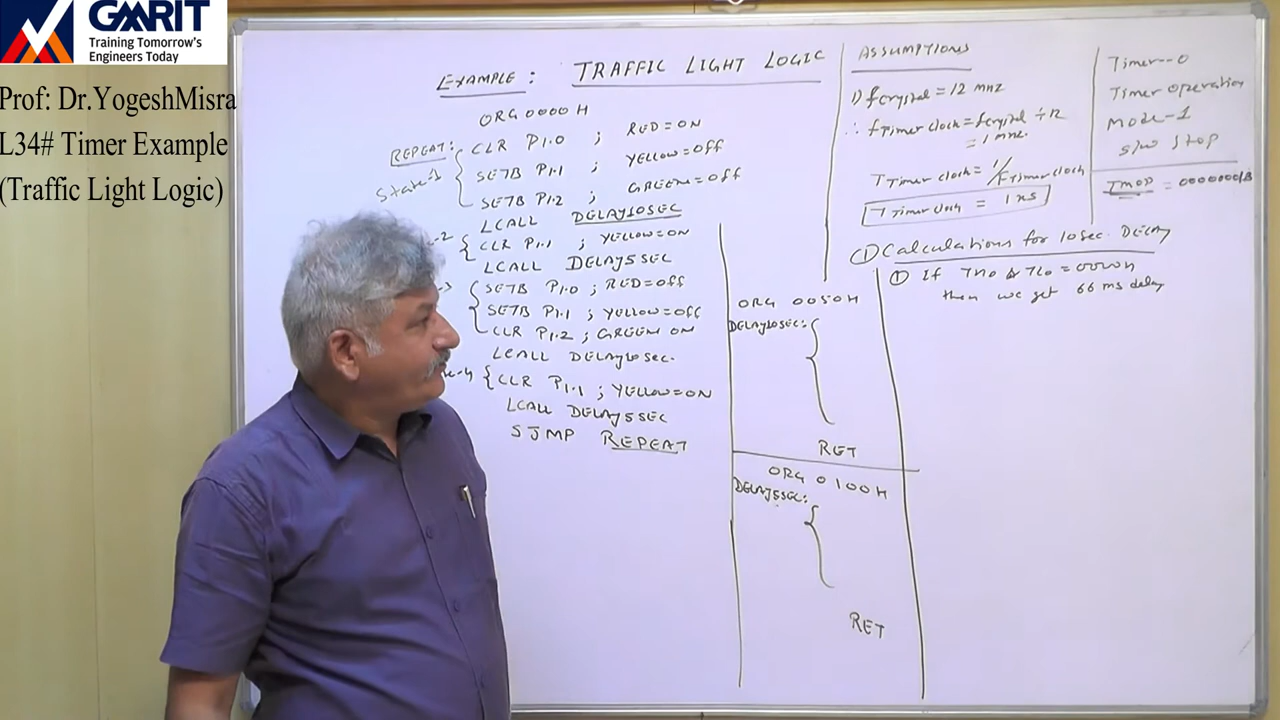 GMRIT
Training Tomorrow's
Engineers Today
Prof: Dr.YogeshMisra
L34# Timer Example
(Traffic Light Logic)
EXAMPLE: TRAFFIC LIGHT LOGIC
ORG 0000H
REPEAT: CLR P1.0 ; RED=ON
State-1 SETB P1.1 ; YELLOW=OFF
SETB P1.2 ; GREEN=OFF
LCALL DELAY10SEC
-2 CLR P1.1 ; YELLOW=ON
LCALL DELAY5SEC
SETB P1.0 ; RED=OFF
SETB P1.1 ; YELLOW=OFF
CLR P1.2 ; GREEN ON
LCALL DELAY10SEC.
-4 CLR P1.1 ; YELLOW=ON
LCALL DELAY5SEC
SJMP REPEAT
ORG 0050H
DELAY10SEC:
RET
ORG 0100H
DELAY5SEC:
RET
ASSUMPTIONS
1) fcrystal = 12 MHz
∴ fTimer clock = fcrystal ÷ 12
= 1 MHz.
TTimer clock = 1/FTimer clock
TTimer clock = 1 µs
Timer-0
Timer operation
Mode-1
S/W STOP
TMOD = 00000001B
(1) Calculations for 10 sec. DELAY
① If TH0 & TL0 = 0000H
then we get 66 ms delay